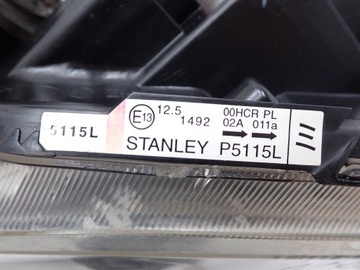 5115L
E13
12.5
1492
00HCR PL
02A 011a
STANLEY P5115L